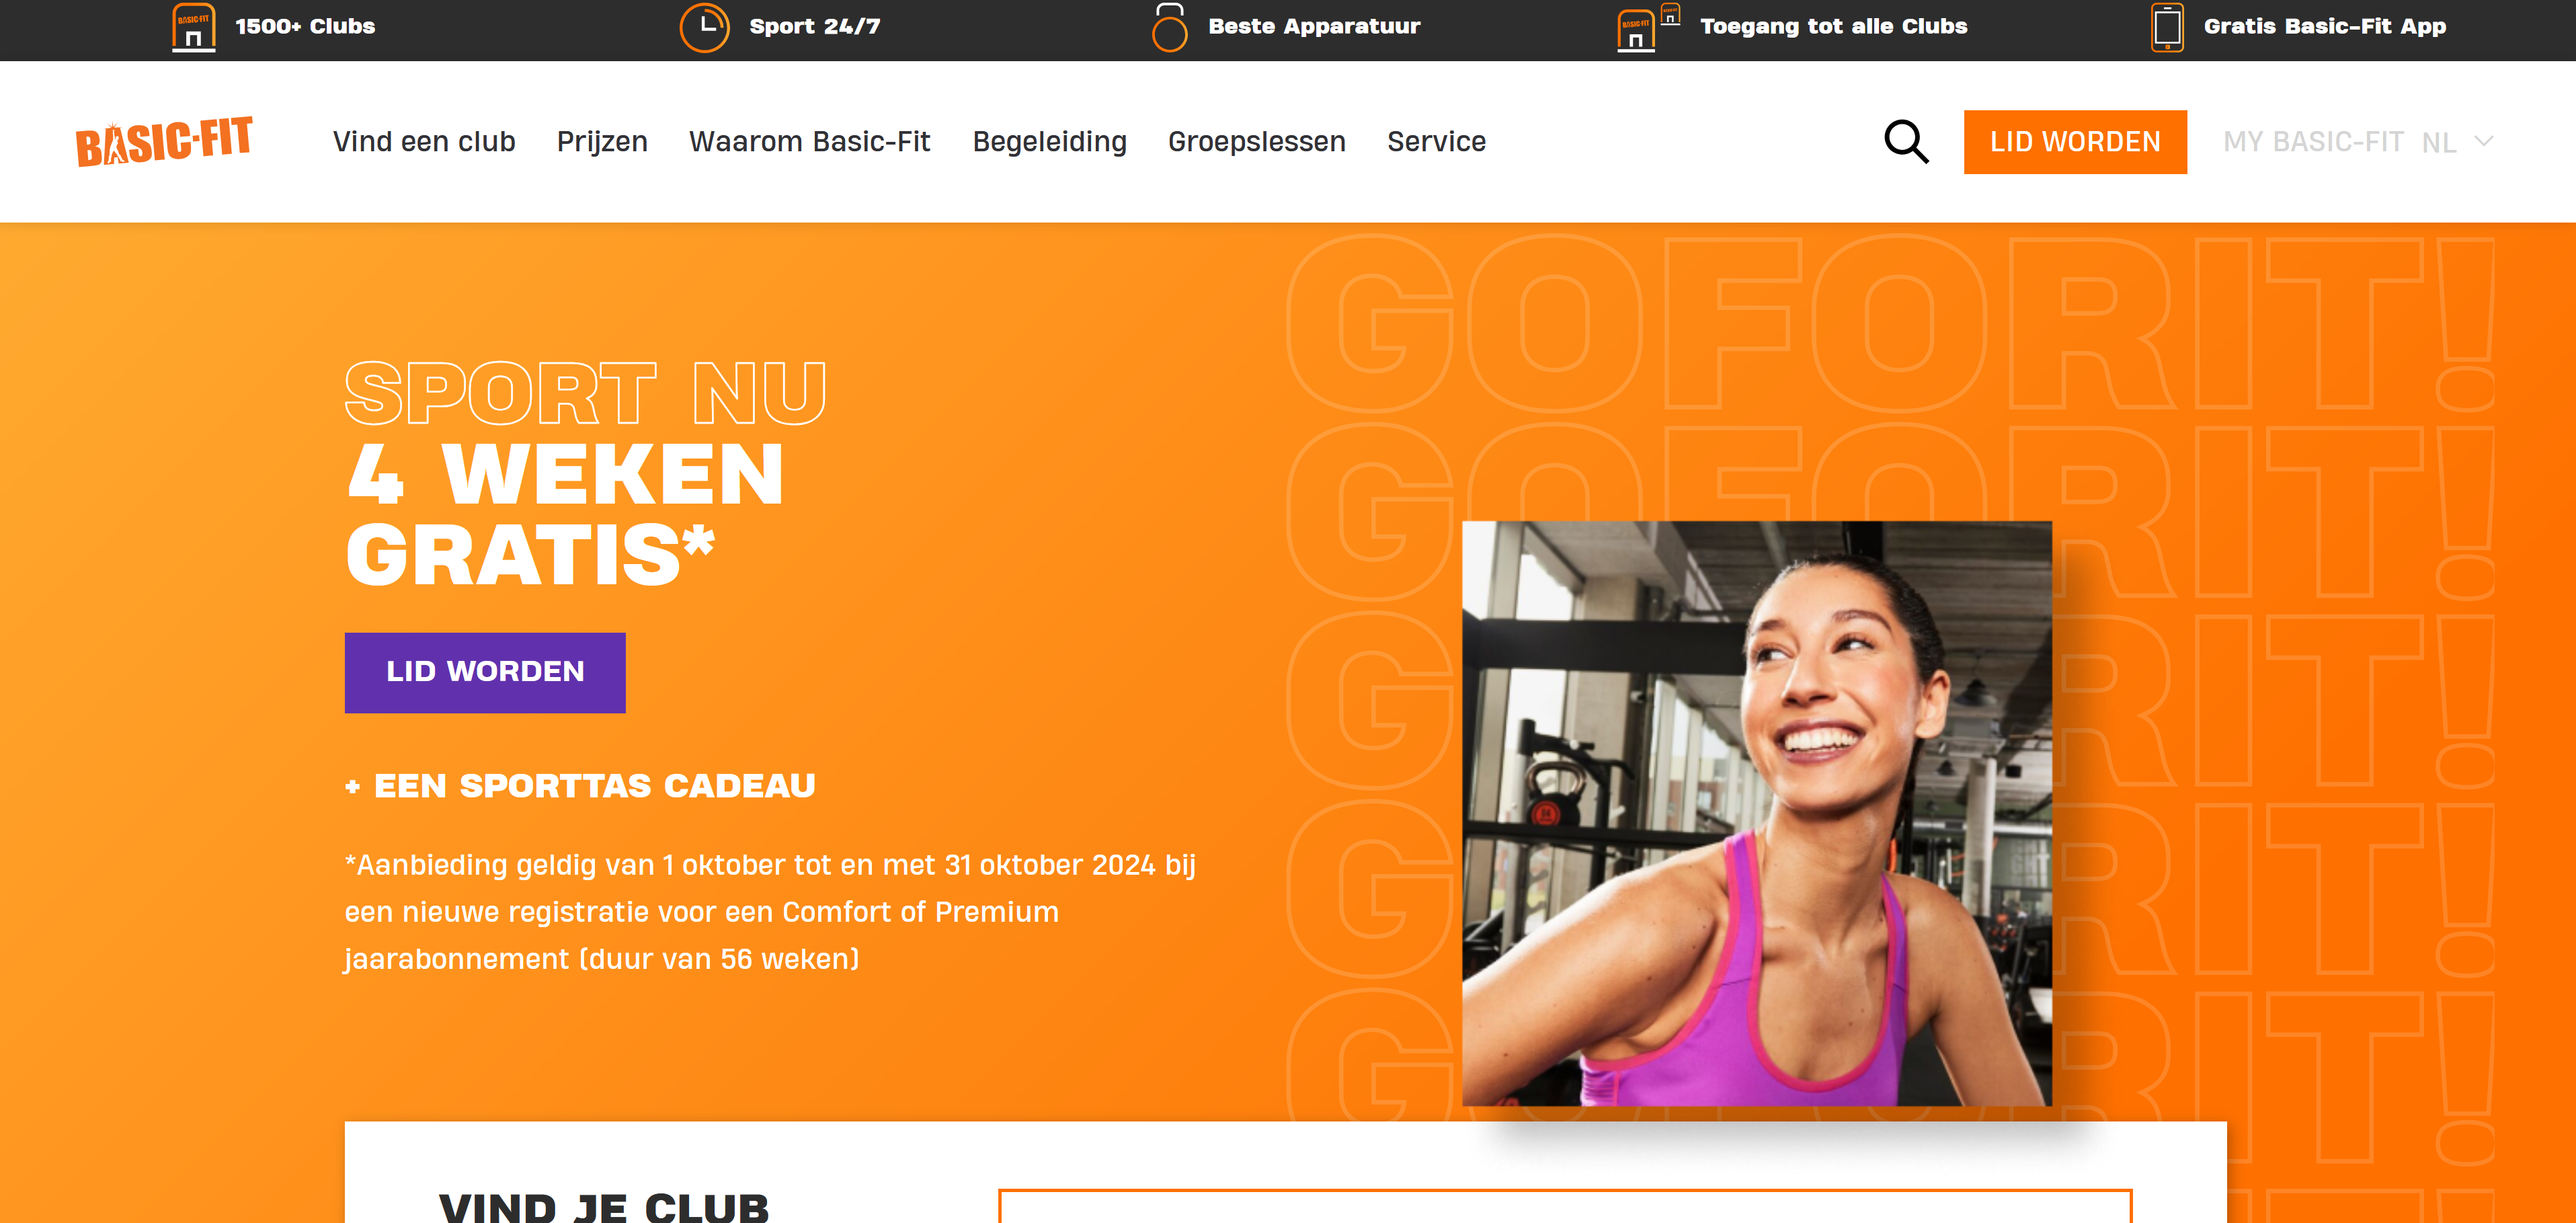 1500+ Clubs
Sport 24/7
Beste Apparatuur
Toegang tot alle Clubs
Gratis Basic-Fit App
BASIC-FIT
Vind een club
Prijzen
Waarom Basic-Fit
Begeleiding
Groepslessen
Service
LID WORDEN
MY BASIC-FIT
NL
GOFORIT!
GOFORIT!
SPORT NU
4 WEKEN
GRATIS*
LID WORDEN
+ EEN SPORTTAS CADEAU
*Aanbieding geldig van 1 oktober tot en met 31 oktober 2024 bij
een nieuwe registratie voor een Comfort of Premium
jaarabonnement (duur van 56 weken)
VIND JE CLUB